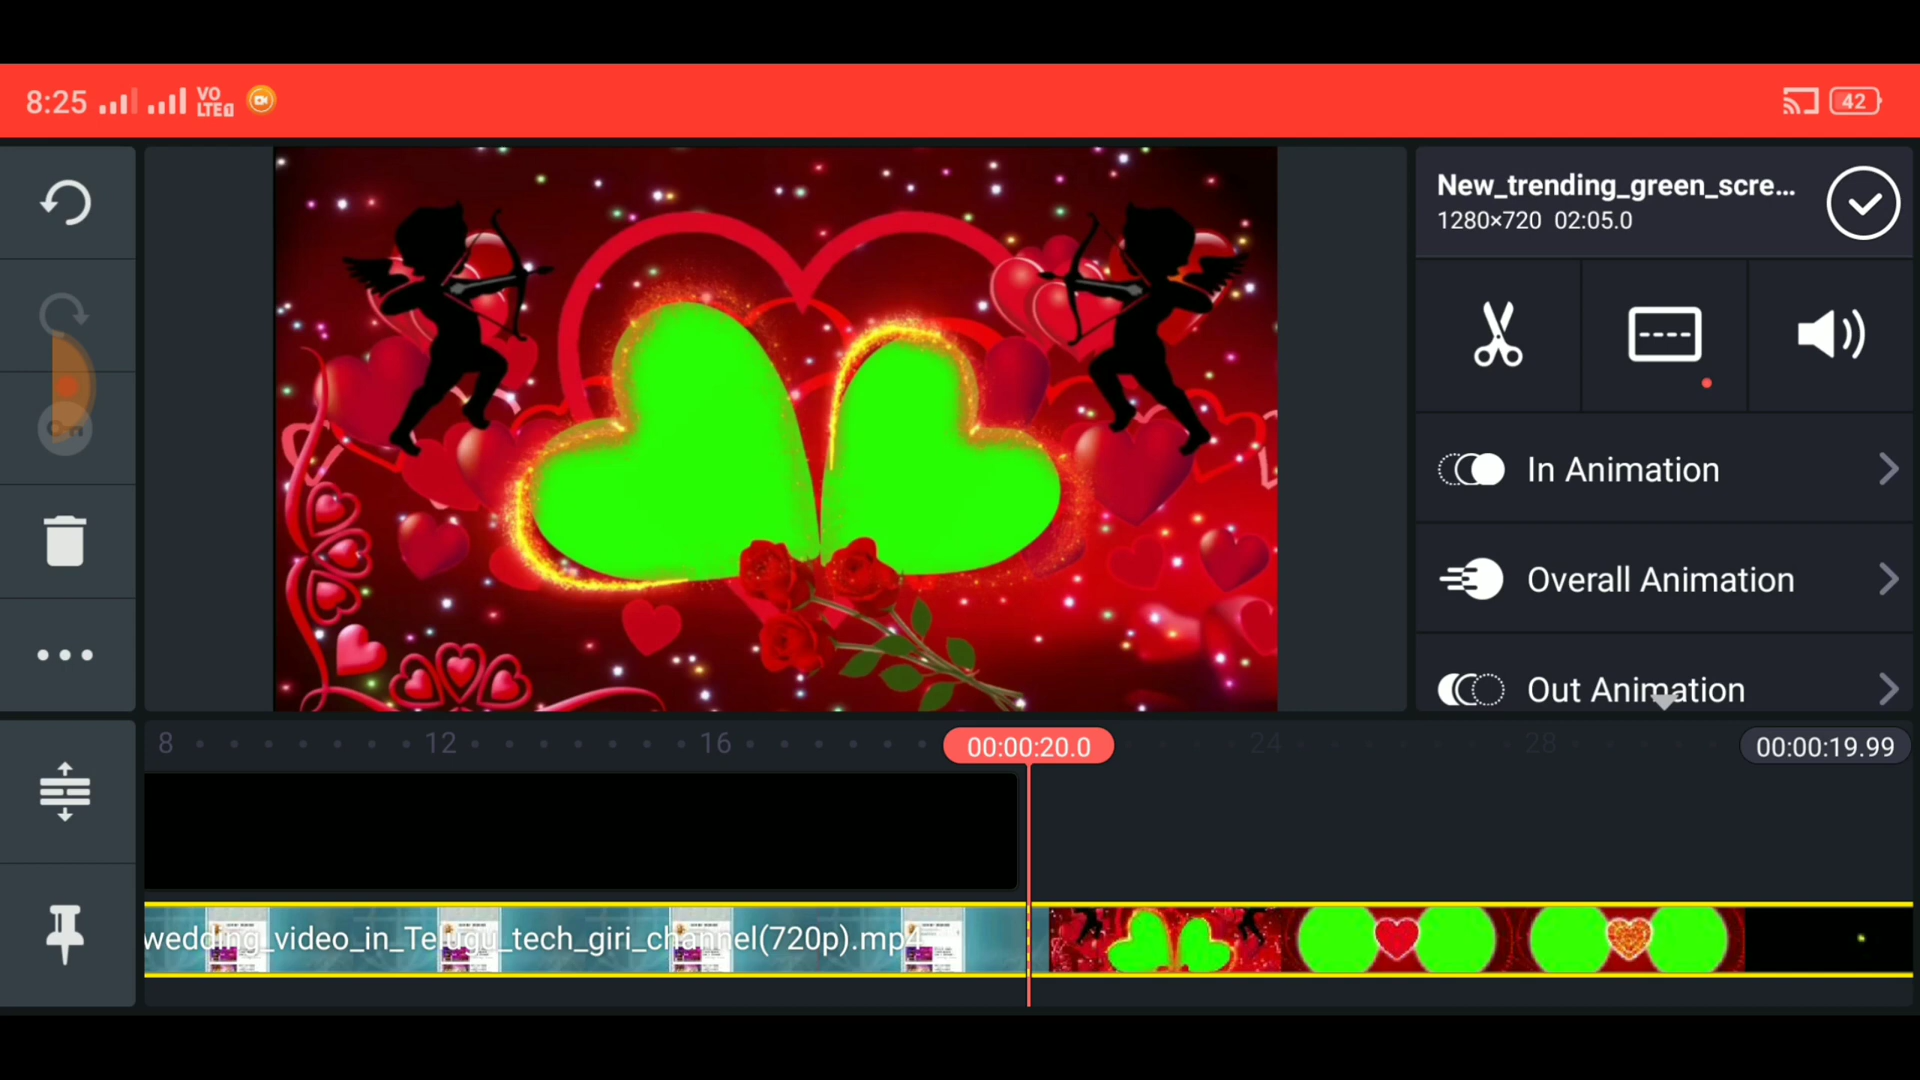 8:25 VO LTE1 42
New_trending_green_scre...
1280×720 02:05.0
In Animation
Overall Animation
Out Animation
8 12 16 00:00:20.0 24 28 00:00:19.99
wedding_video_in_Telugu_tech_giri_channel(720p).mp4